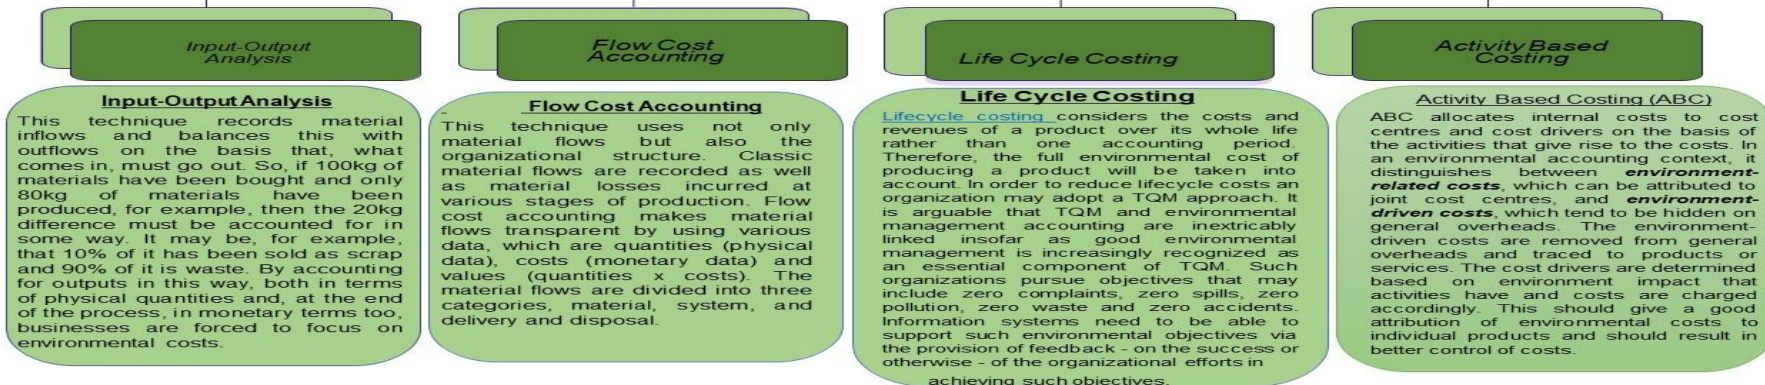 Input-Output
Analysis
Flow Cost
Accounting
Life Cycle Costing
Activity Based
Costing
Input-Output Analysis
This technique records material
inflows and balances this with
outflows on the basis that, what
comes in, must go out. So, if 100kg of
materials have been bought and only
80kg of materials have been
produced, for example, then the 20kg
difference must be accounted for in
some way. It may be, for example,
that 10% of it has been sold as scrap
and 90% of it is waste. By accounting
for outputs in this way, both in terms
of physical quantities and, at the end
of the process, in monetary terms too,
businesses are forced to focus on
environmental costs.
Flow Cost Accounting
This technique uses not only
material flows but also the
organizational structure. Classic
material flows are recorded as well
as material losses incurred at
various stages of production. Flow
cost accounting makes material
flows transparent by using various
data, which are quantities (physical
data), costs (monetary data) and
values (quantities x costs). The
material flows are divided into three
categories, material, system, and
delivery and disposal.
Life Cycle Costing
Lifecycle costing considers the costs and
revenues of a product over its whole life
rather than one accounting period.
Therefore, the full environmental cost of
producing a product will be taken into
account. In order to reduce lifecycle costs an
organization may adopt a TQM approach. It
is arguable that TQM and environmental
management accounting are inextricably
linked insofar as good environmental
management is increasingly recognized as
an essential component of TQM. Such
organizations pursue objectives that may
include zero complaints, zero spills, zero
pollution, zero waste and zero accidents.
Information systems need to be able to
support such environmental objectives via
the provision of feedback - on the success or
otherwise - of the organizational efforts in
achieving such objectives.
Activity Based Costing (ABC)
ABC allocates internal costs to cost
centres and cost drivers on the basis of
the activities that give rise to the costs. In
an environmental accounting context, it
distinguishes between environment-
related costs, which can be attributed to
joint cost centres, and environment-
driven costs, which tend to be hidden on
general overheads. The environment-
driven costs are removed from general
overheads and traced to products or
services. The cost drivers are determined
based on environment impact that
activities have and costs are charged
accordingly. This should give a good
attribution of environmental costs to
individual products and should result in
better control of costs.